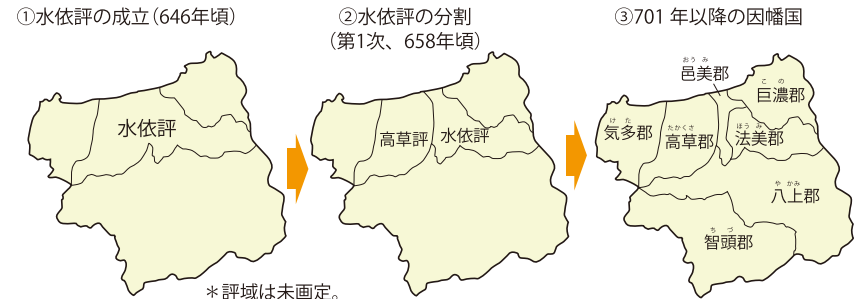 ①水依評の成立（646年頃）
水依評
＊評域は未画定。
②水依評の分割
（第1次、658年頃）
高草評
水依評
③701 年以降の因幡国
おうみ
邑美郡
この
巨濃郡
けた
気多郡
たかくさ
高草郡
ほうみ
法美郡
やかみ
八上郡
ちづ
智頭郡